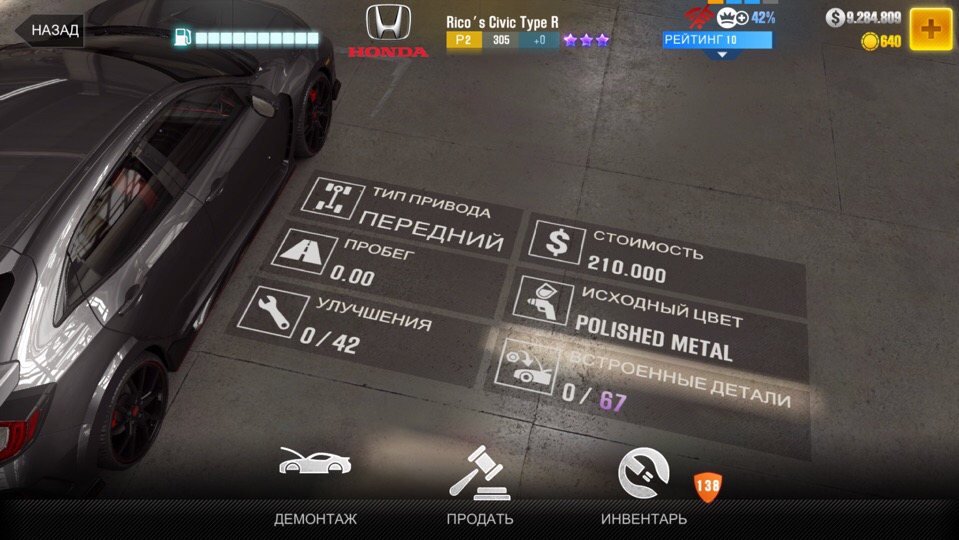 НАЗАД
HONDA
Rico's Civic Type R
P2 305 +0
42%
РЕЙТИНГ 10
$ 9.284.809
640
ТИП ПРИВОДА
ПЕРЕДНИЙ
ПРОБЕГ
0.00
УЛУЧШЕНИЯ
0 / 42
$ СТОИМОСТЬ
210.000
ИСХОДНЫЙ ЦВЕТ
POLISHED METAL
ВСТРОЕННЫЕ ДЕТАЛИ
0 / 67
138
ДЕМОНТАЖ
ПРОДАТЬ
ИНВЕНТАРЬ